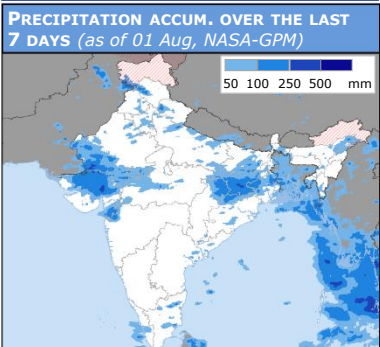 PRECIPITATION ACCUM. OVER THE LAST
7 DAYS (as of 01 Aug, NASA-GPM)
50 100 250 500 mm